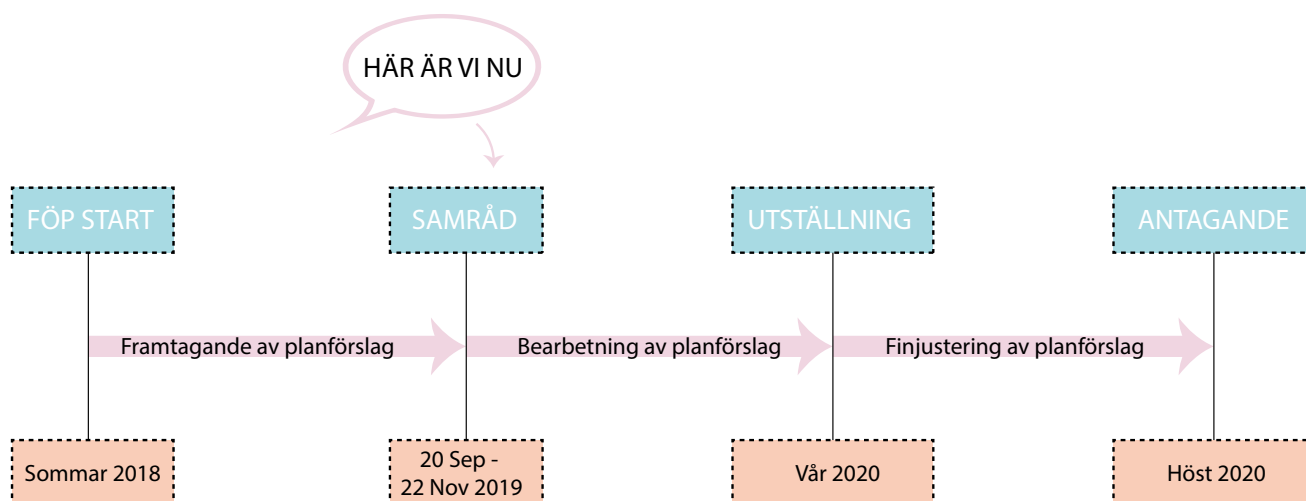 HÄR ÄR VI NU
FÖP START
SAMRÅD
UTSTÄLLNING
ANTAGANDE
Framtagande av planförslag
Bearbetning av planförslag
Finjustering av planförslag
Sommar 2018
20 Sep -
22 Nov 2019
Vår 2020
Höst 2020